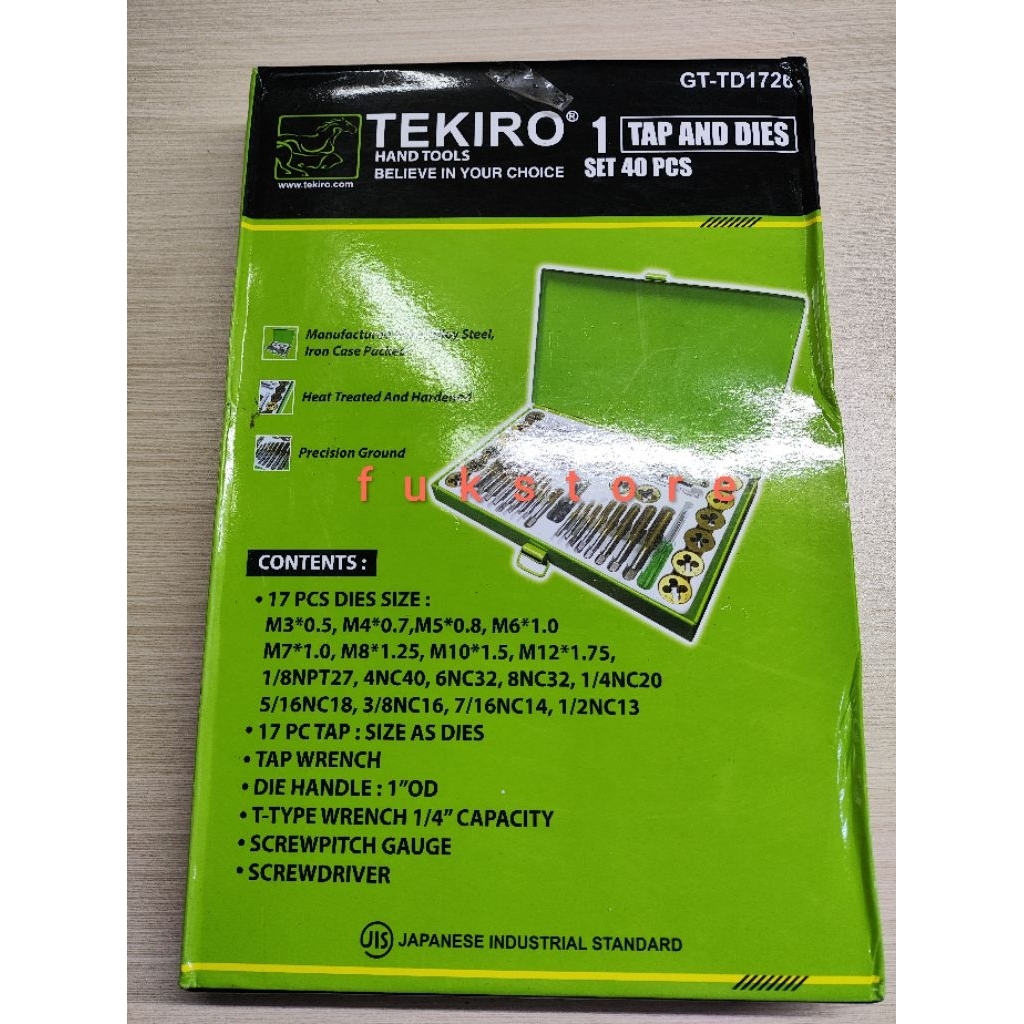 GT-TD1726
TEKIRO®
HAND TOOLS
BELIEVE IN YOUR CHOICE
www.tekiro.com
1 TAP AND DIES
SET 40 PCS
Steel,
Iron Case Packed
Heat Treated And Hardened
Precision Ground
fukstore
CONTENTS :
• 17 PCS DIES SIZE :
M3*0.5, M4*0.7,M5*0.8, M6*1.0
M7*1.0, M8*1.25, M10*1.5, M12*1.75,
1/8NPT27, 4NC40, 6NC32, 8NC32, 1/4NC20
5/16NC18, 3/8NC16, 7/16NC14, 1/2NC13
• 17 PC TAP : SIZE AS DIES
• TAP WRENCH
• DIE HANDLE : 1”OD
• T-TYPE WRENCH 1/4” CAPACITY
• SCREWPITCH GAUGE
• SCREWDRIVER
JIS JAPANESE INDUSTRIAL STANDARD